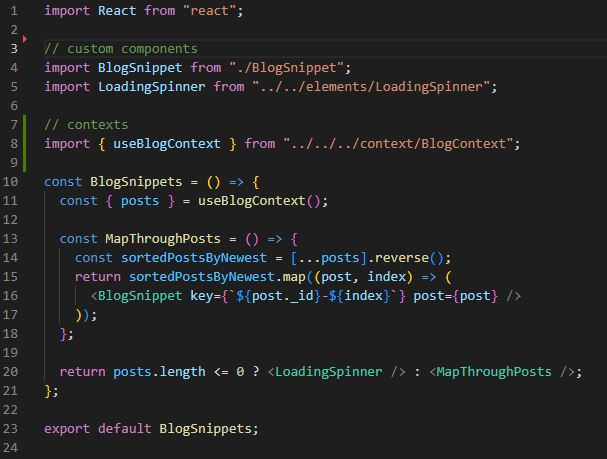 1 import React from "react";
2
3 // custom components
4 import BlogSnippet from "./BlogSnippet";
5 import LoadingSpinner from "../../elements/LoadingSpinner";
6
7 // contexts
8 import { useBlogContext } from "../../../context/BlogContext";
9
10 const BlogSnippets = () => {
11   const { posts } = useBlogContext();
12
13   const MapThroughPosts = () => {
14     const sortedPostsByNewest = [...posts].reverse();
15     return sortedPostsByNewest.map((post, index) => (
16       <BlogSnippet key={`${post._id}-${index}`} post={post} />
17     ));
18   };
19
20   return posts.length <= 0 ? <LoadingSpinner /> : <MapThroughPosts />;
21 };
22
23 export default BlogSnippets;
24